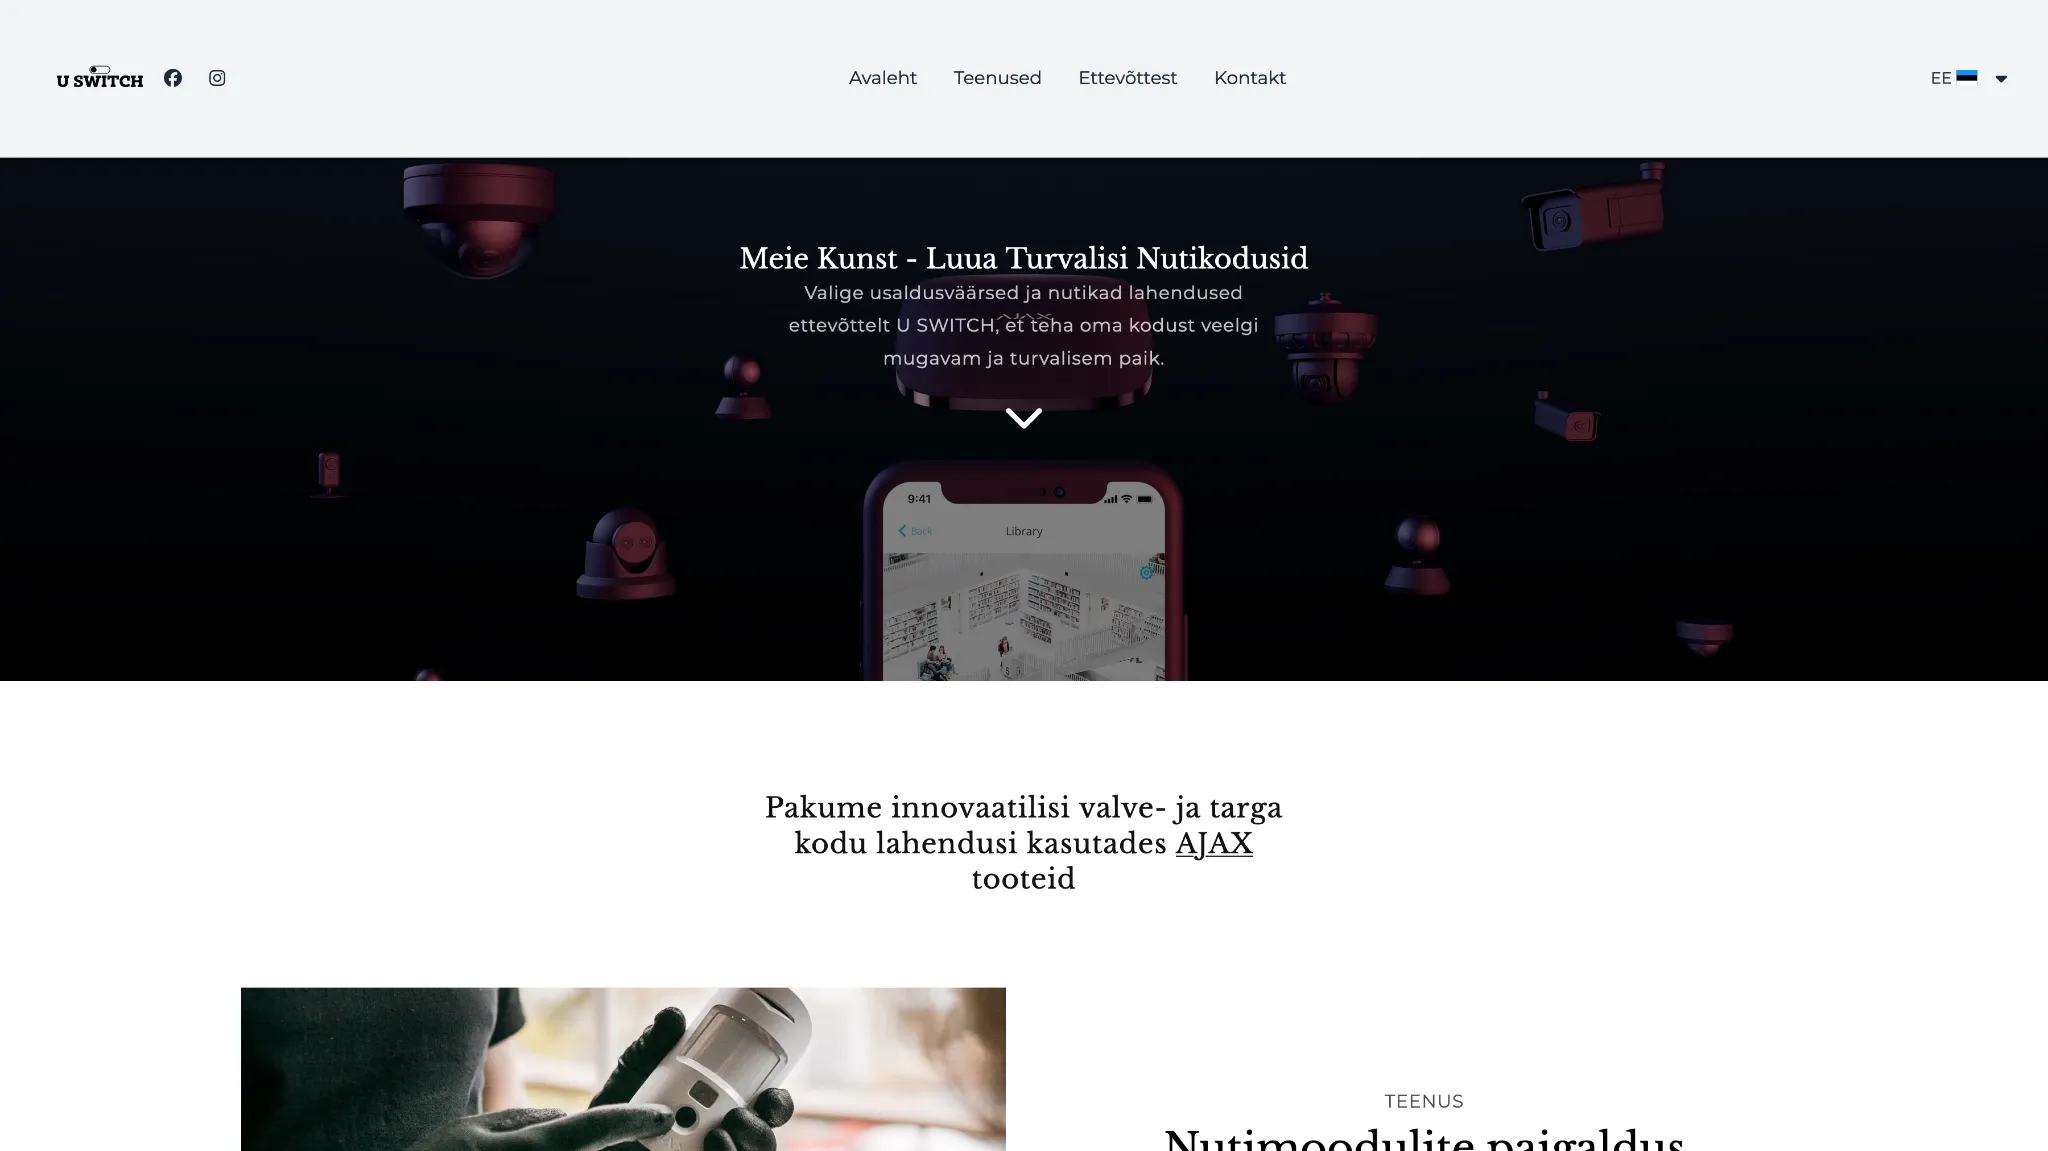 U SWITCH
Avaleht
Teenused
Ettevõttest
Kontakt
EE
Meie Kunst - Luua Turvalisi Nutikodusid
Valige usaldusväärsed ja nutikad lahendused
ettevõttelt U SWITCH, et teha oma kodust veelgi
mugavam ja turvalisem paik.
AJAX
9:41
Back
Library
Pakume innovaatilisi valve- ja targa
kodu lahendusi kasutades AJAX
tooteid
TEENUS
Nutimoodulite paigaldus